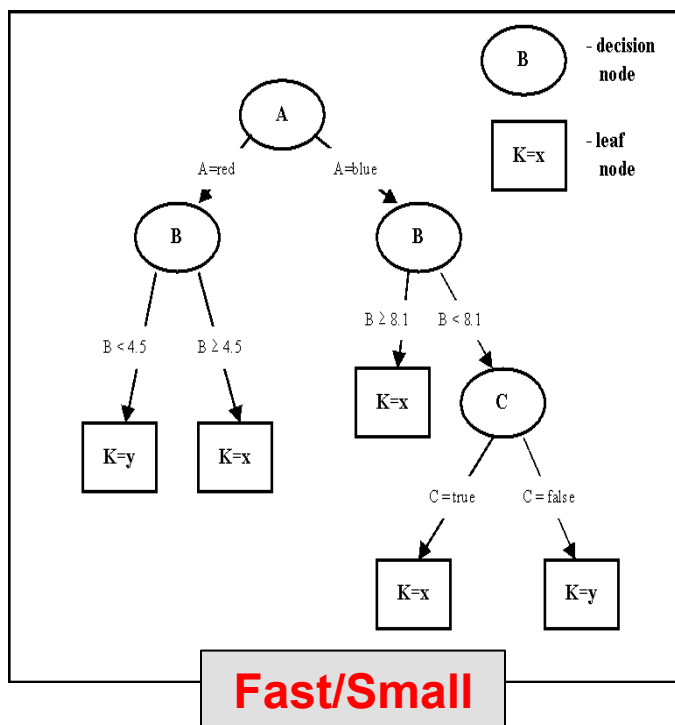 B
- decision
node
A
K=x
- leaf
node
A=red
A=blue
B
B
B ≥ 8.1
B < 8.1
B < 4.5
B ≥ 4.5
K=x
C
K=y
K=x
C=true
C = false
K=x
K=y
Fast/Small